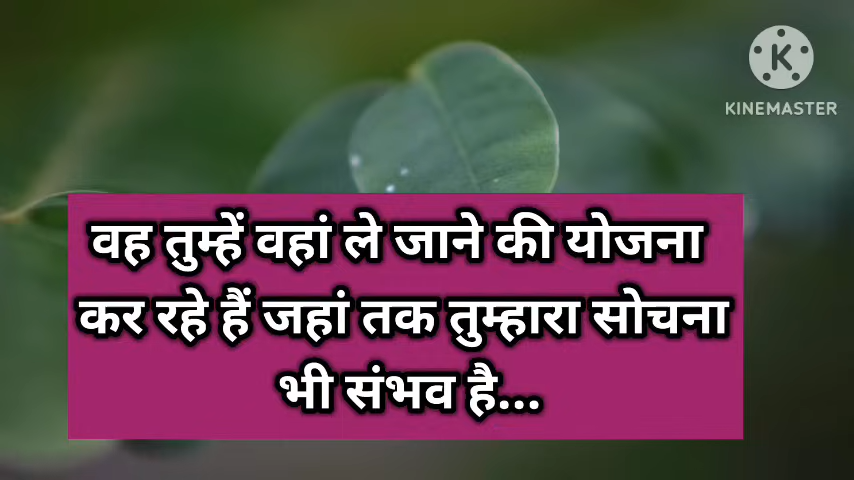 KINEMASTER
वह तुम्हें वहां ले जाने की योजना
कर रहे हैं जहां तक तुम्हारा सोचना
भी संभव है...